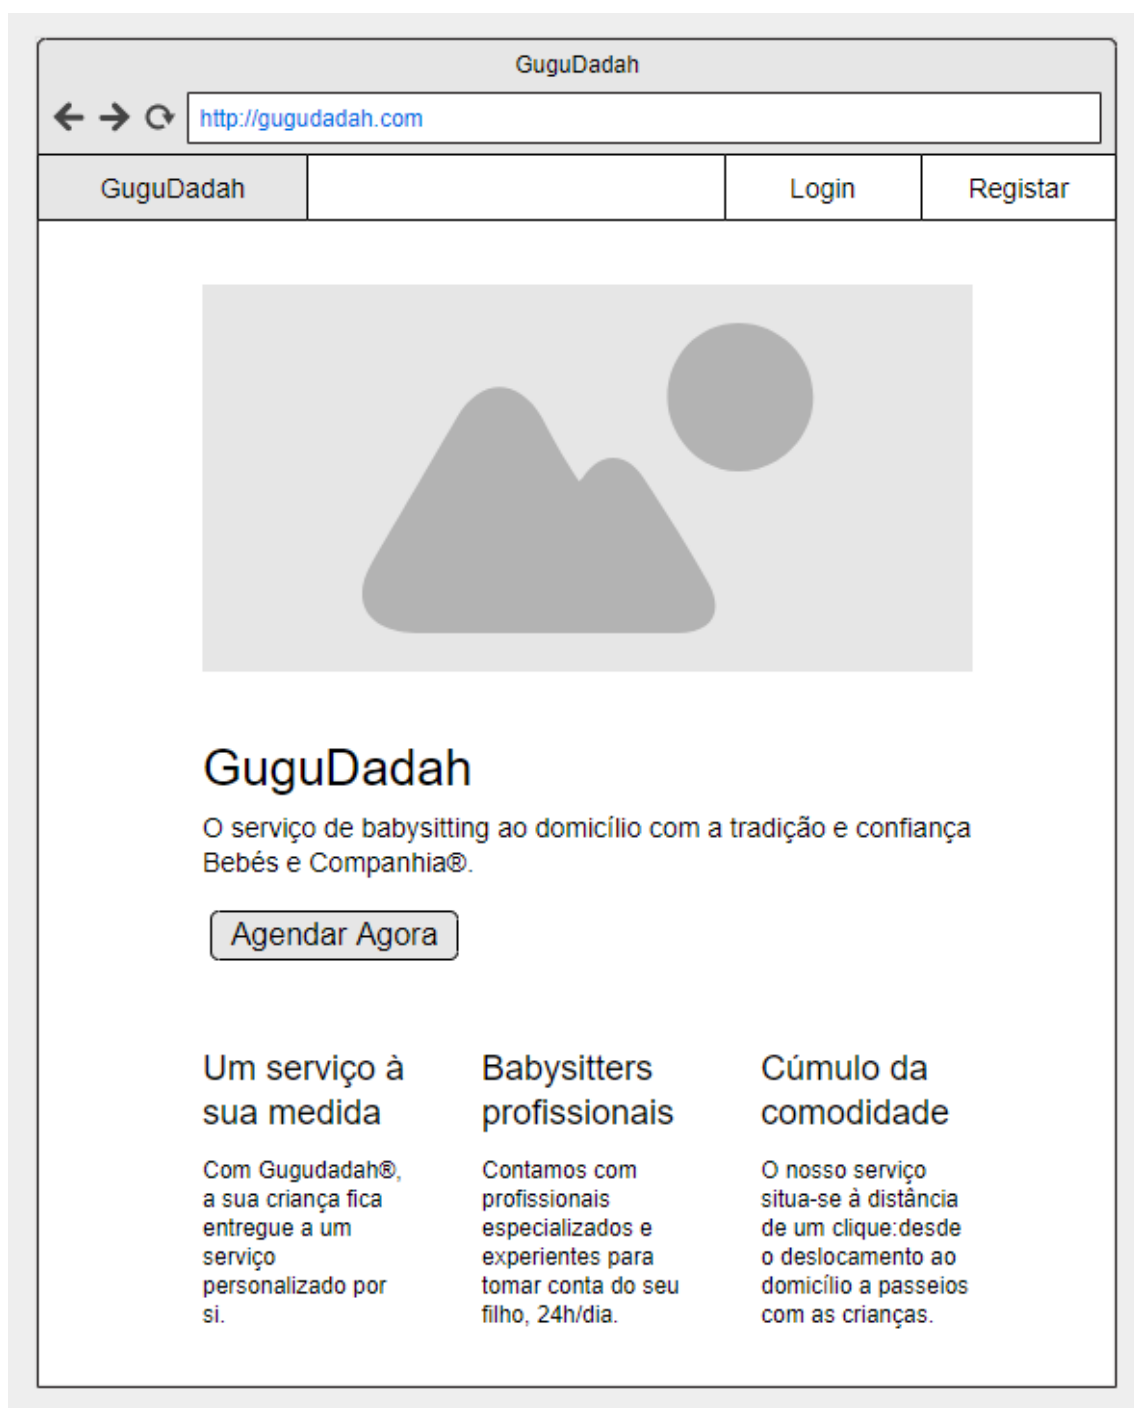 GuguDadah
http://gugudadah.com
GuguDadah
Login
Registar
GuguDadah
O serviço de babysitting ao domicílio com a tradição e confiança
Bebés e Companhia®.
Agendar Agora
Um serviço à
sua medida
Com Gugudadah®,
a sua criança fica
entregue a um
serviço
personalizado por
si.
Babysitters
profissionais
Contamos com
profissionais
especializados e
experientes para
tomar conta do seu
filho, 24h/dia.
Cúmulo da
comodidade
O nosso serviço
situa-se à distância
de um clique:desde
o deslocamento ao
domicílio a passeios
com as crianças.